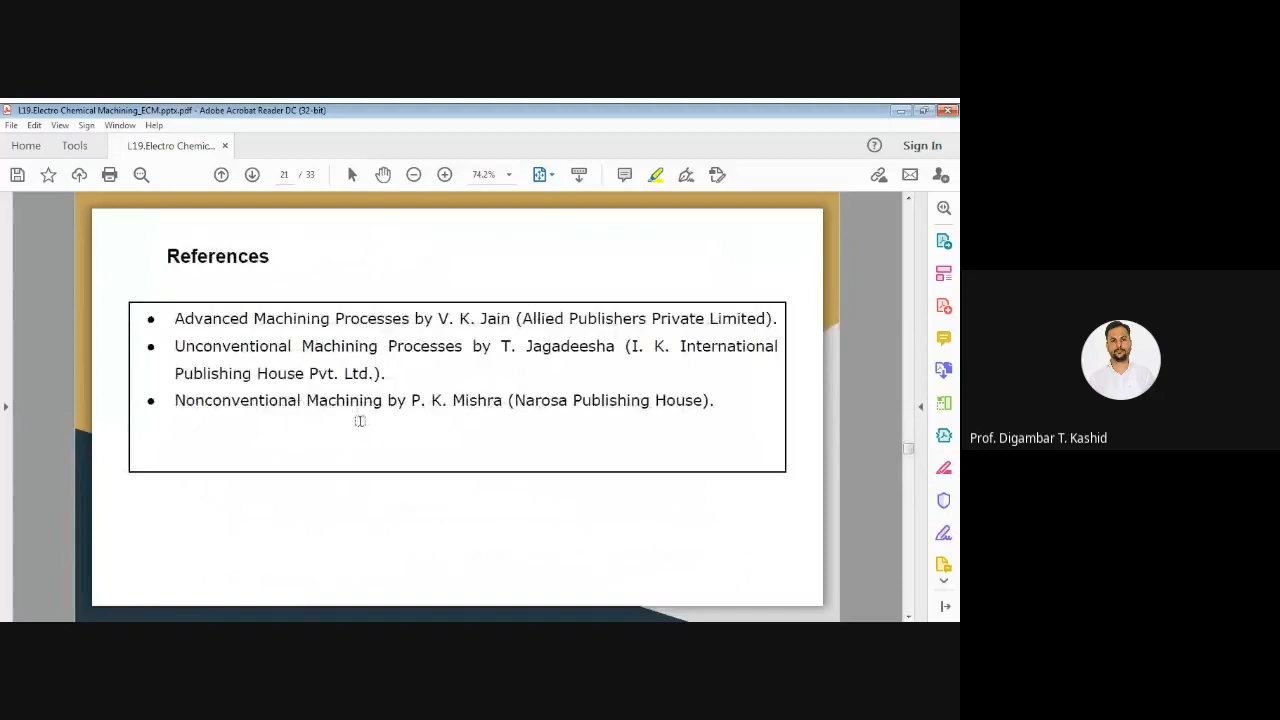 L19.Electro Chemical Machining_ECM.pptx.pdf - Adobe Acrobat Reader DC (32-bit)
File Edit View Sign Window Help
Home Tools L19.Electro Chemic... × Sign In
21 / 33 74.2%
References
● Advanced Machining Processes by V. K. Jain (Allied Publishers Private Limited).
● Unconventional Machining Processes by T. Jagadeesha (I. K. International
Publishing House Pvt. Ltd.).
● Nonconventional Machining by P. K. Mishra (Narosa Publishing House).
Prof. Digambar T. Kashid